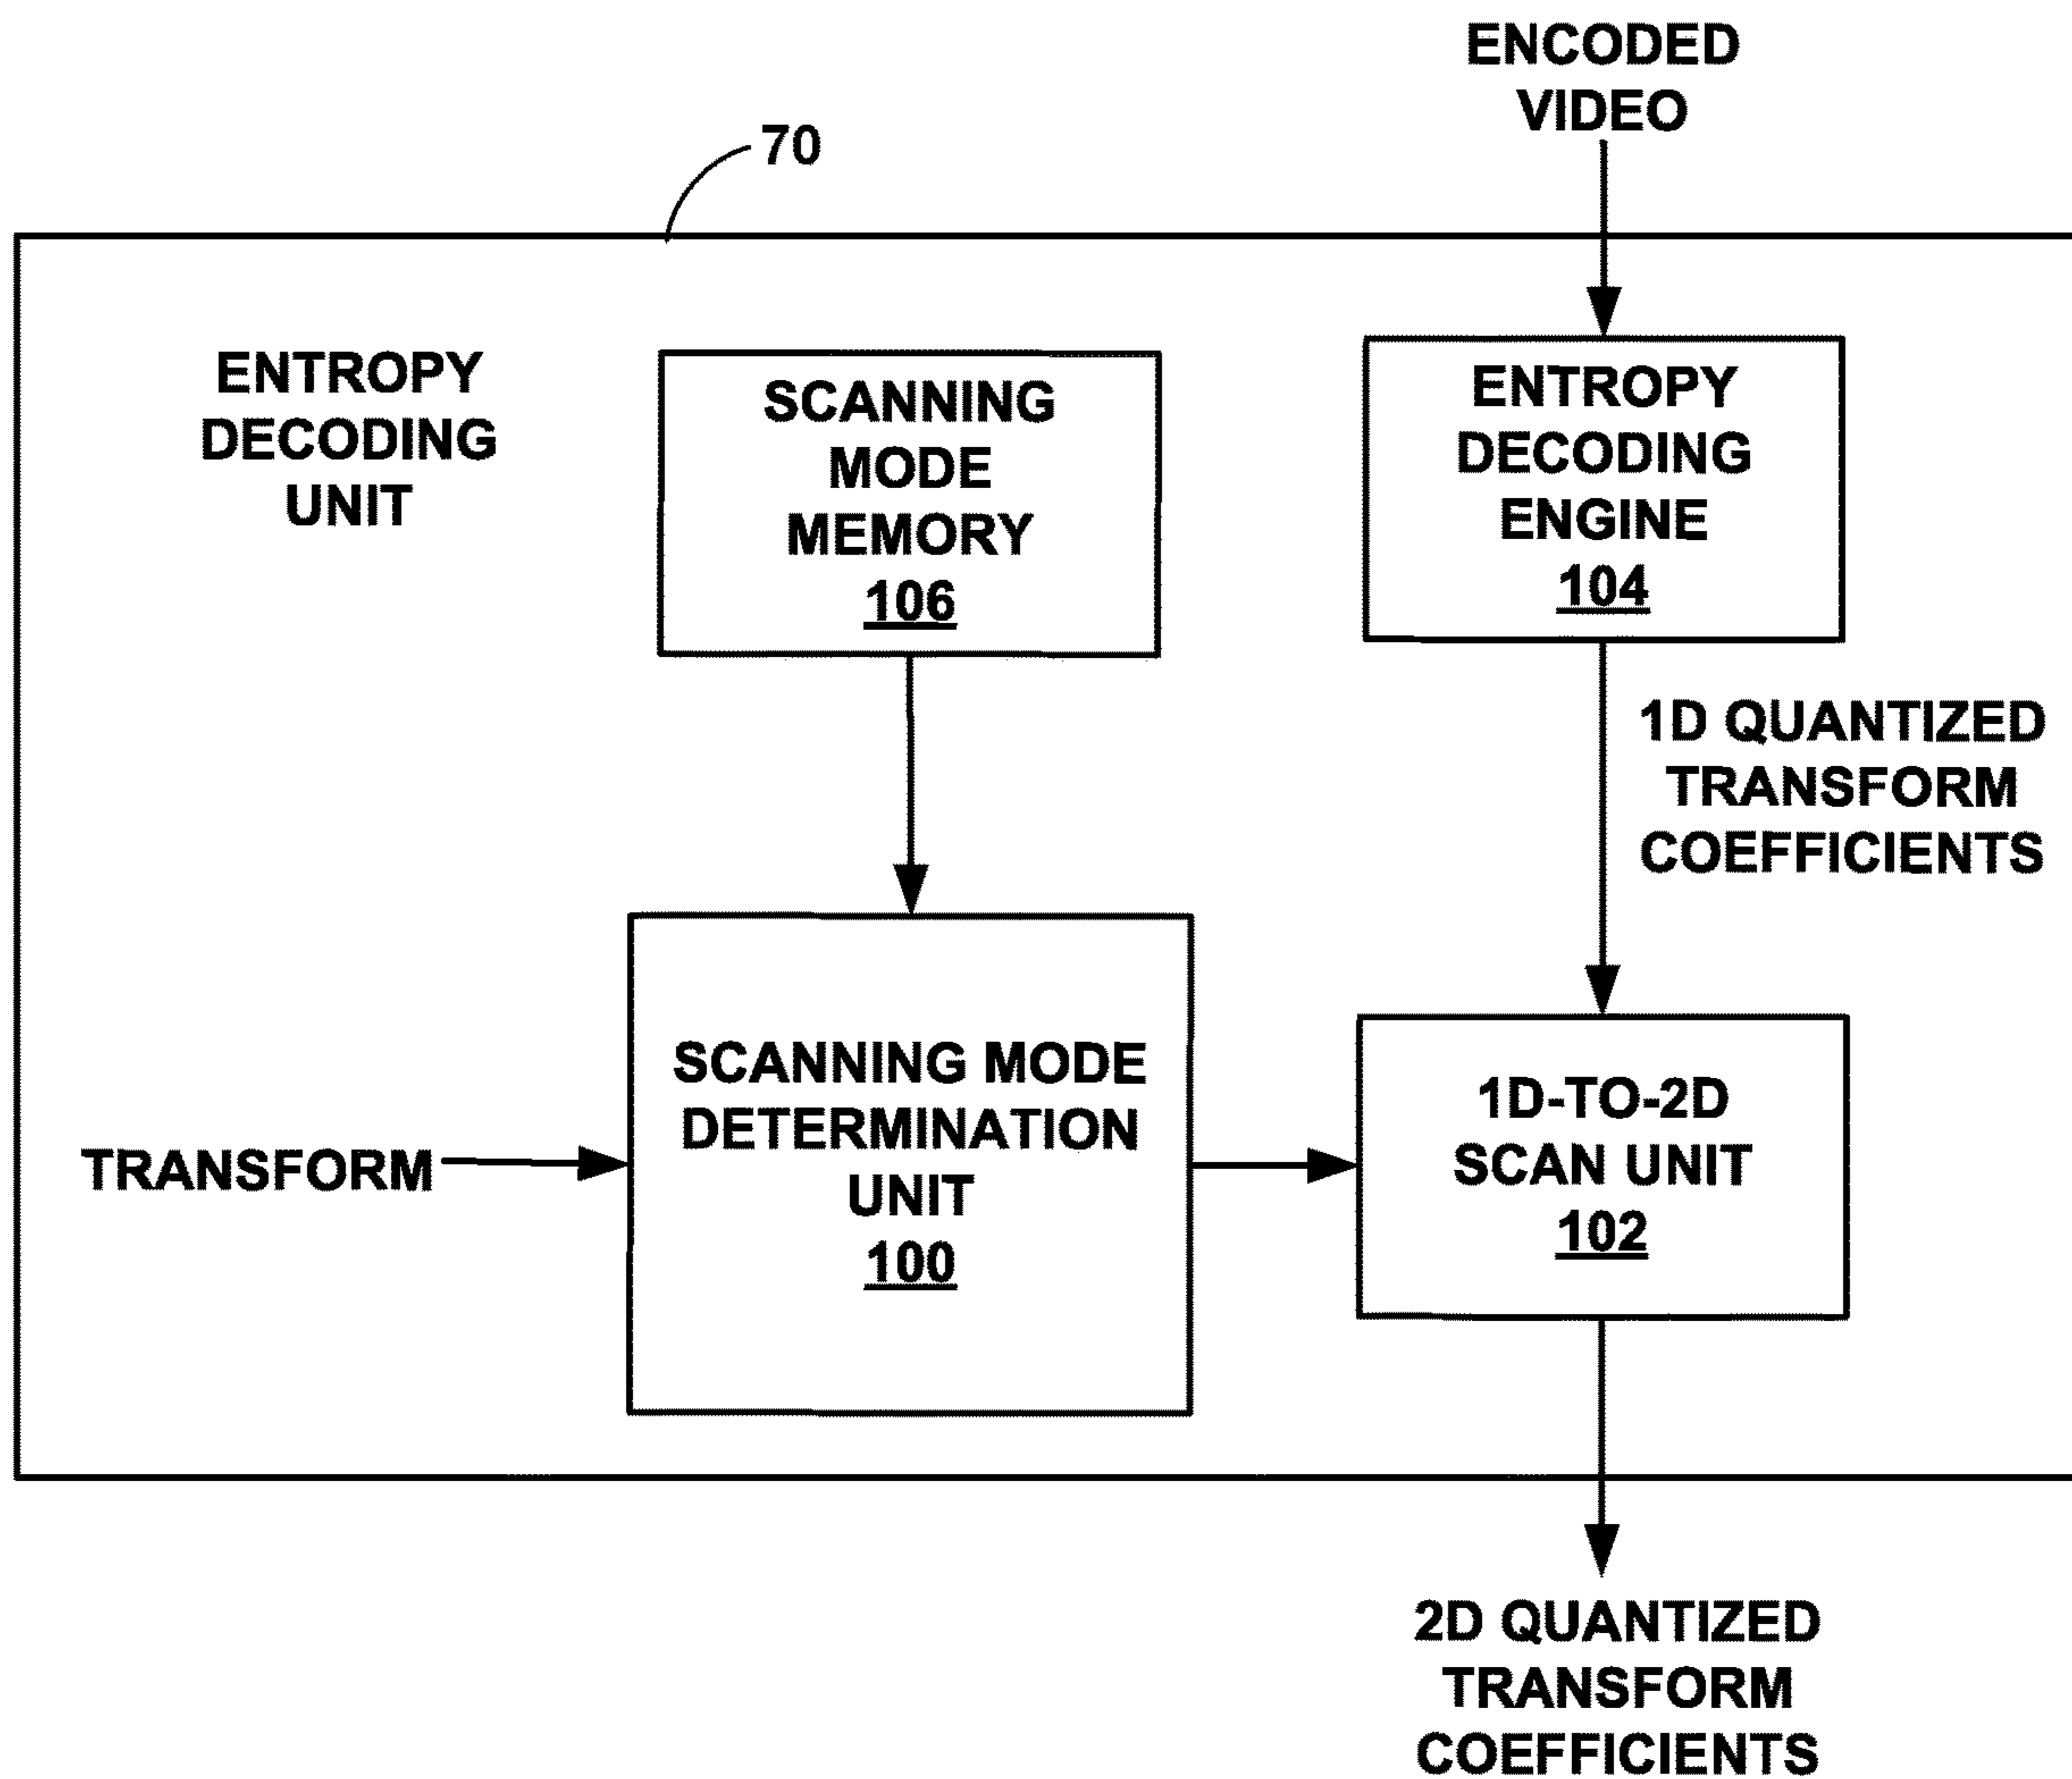 ENCODED
VIDEO
70
ENTROPY
DECODING
UNIT
SCANNING
MODE
MEMORY
106
ENTROPY
DECODING
ENGINE
104
1D QUANTIZED
TRANSFORM
COEFFICIENTS
TRANSFORM
SCANNING MODE
DETERMINATION
UNIT
100
1D-TO-2D
SCAN UNIT
102
2D QUANTIZED
TRANSFORM
COEFFICIENTS